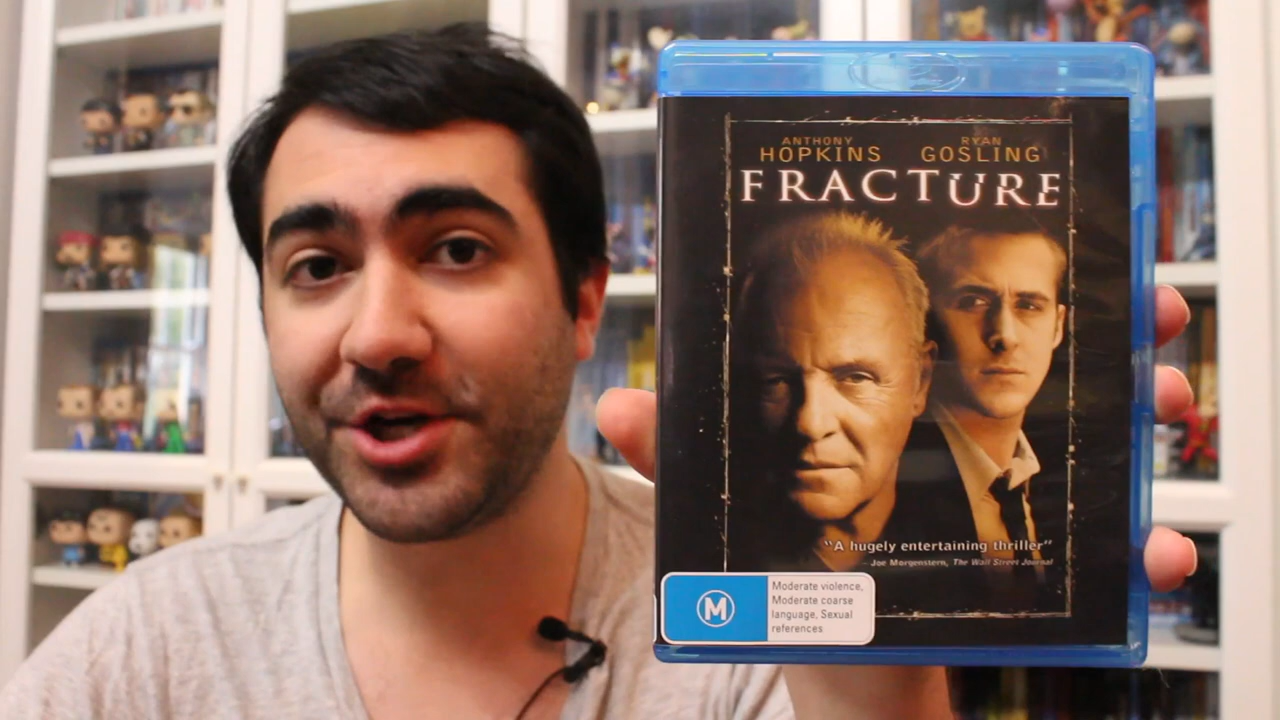 ANTHONY RYAN
HOPKINS GOSLING
FRACTURE
"A hugely entertaining thriller"
- Joe Morgenstern, The Wall Street Journal
M
Moderate violence,
Moderate coarse
language, Sexual
references